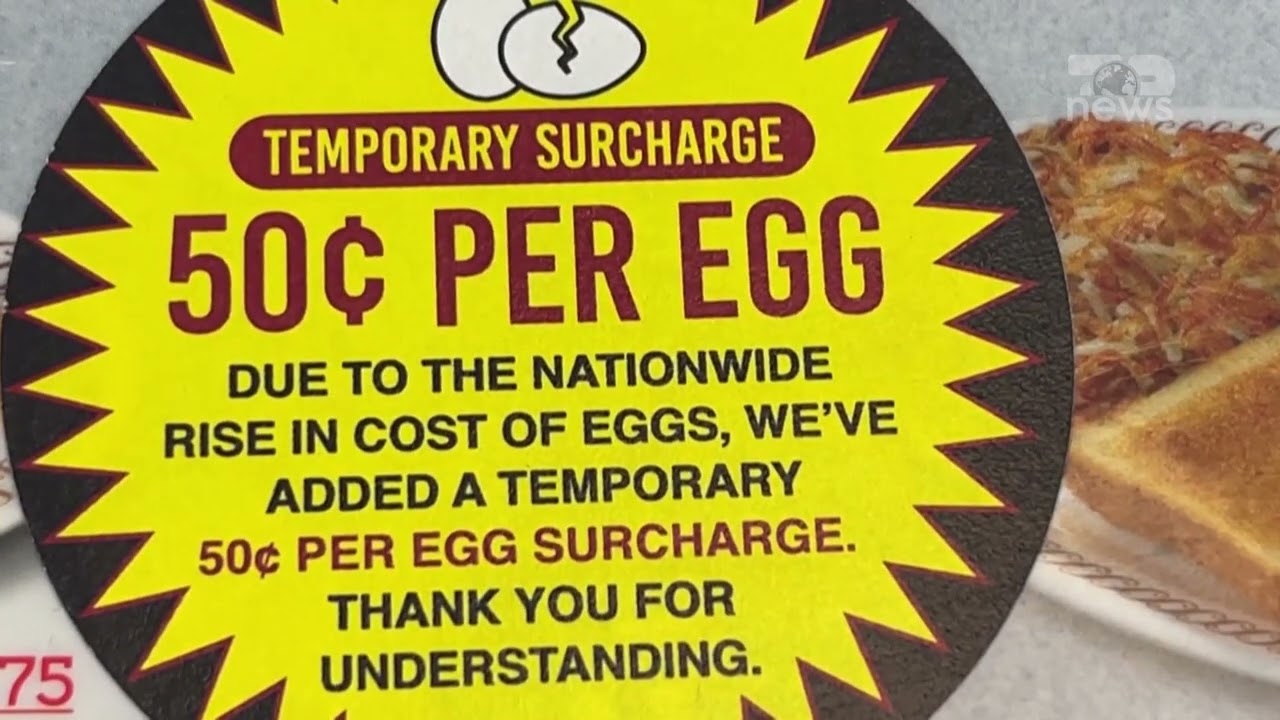 TEMPORARY SURCHARGE
50¢ PER EGG
DUE TO THE NATIONWIDE
RISE IN COST OF EGGS, WE'VE
ADDED A TEMPORARY
50¢ PER EGG SURCHARGE.
THANK YOU FOR
UNDERSTANDING.
75
news